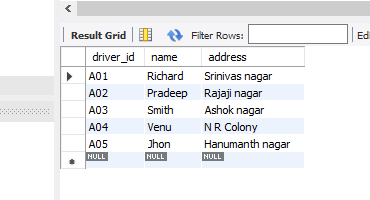 Result Grid Filter Rows: Edi
driver_id name address
A01 Richard Srinivas nagar
A02 Pradeep Rajaji nagar
A03 Smith Ashok nagar
A04 Venu N R Colony
A05 Jhon Hanumanth nagar
NULL NULL NULL